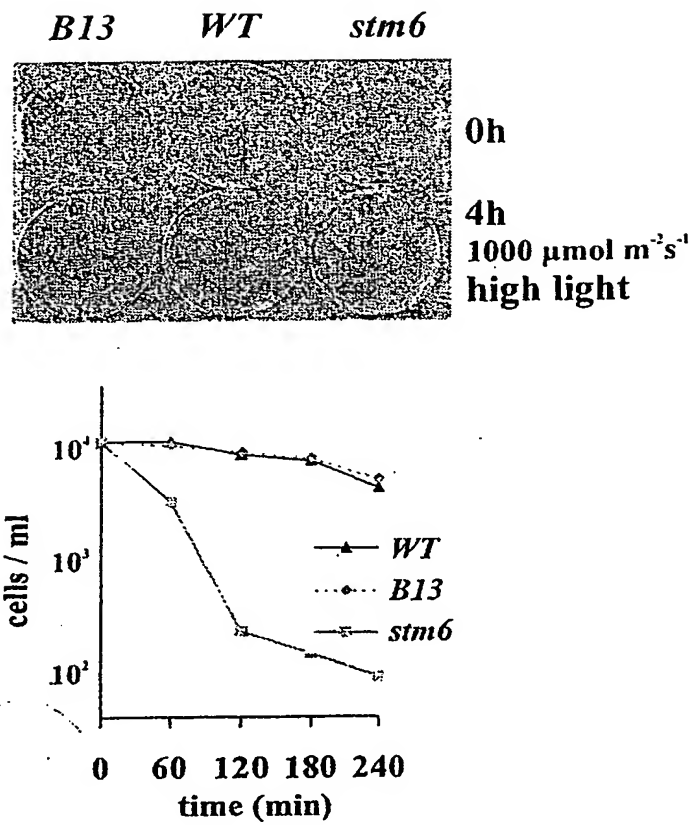 B13 WT stm6
0h
4h
1000 μmol m⁻²s⁻¹
high light
10⁴
cells / ml
10³
10²
WT
B13
stm6
0 60 120 180 240
time (min)